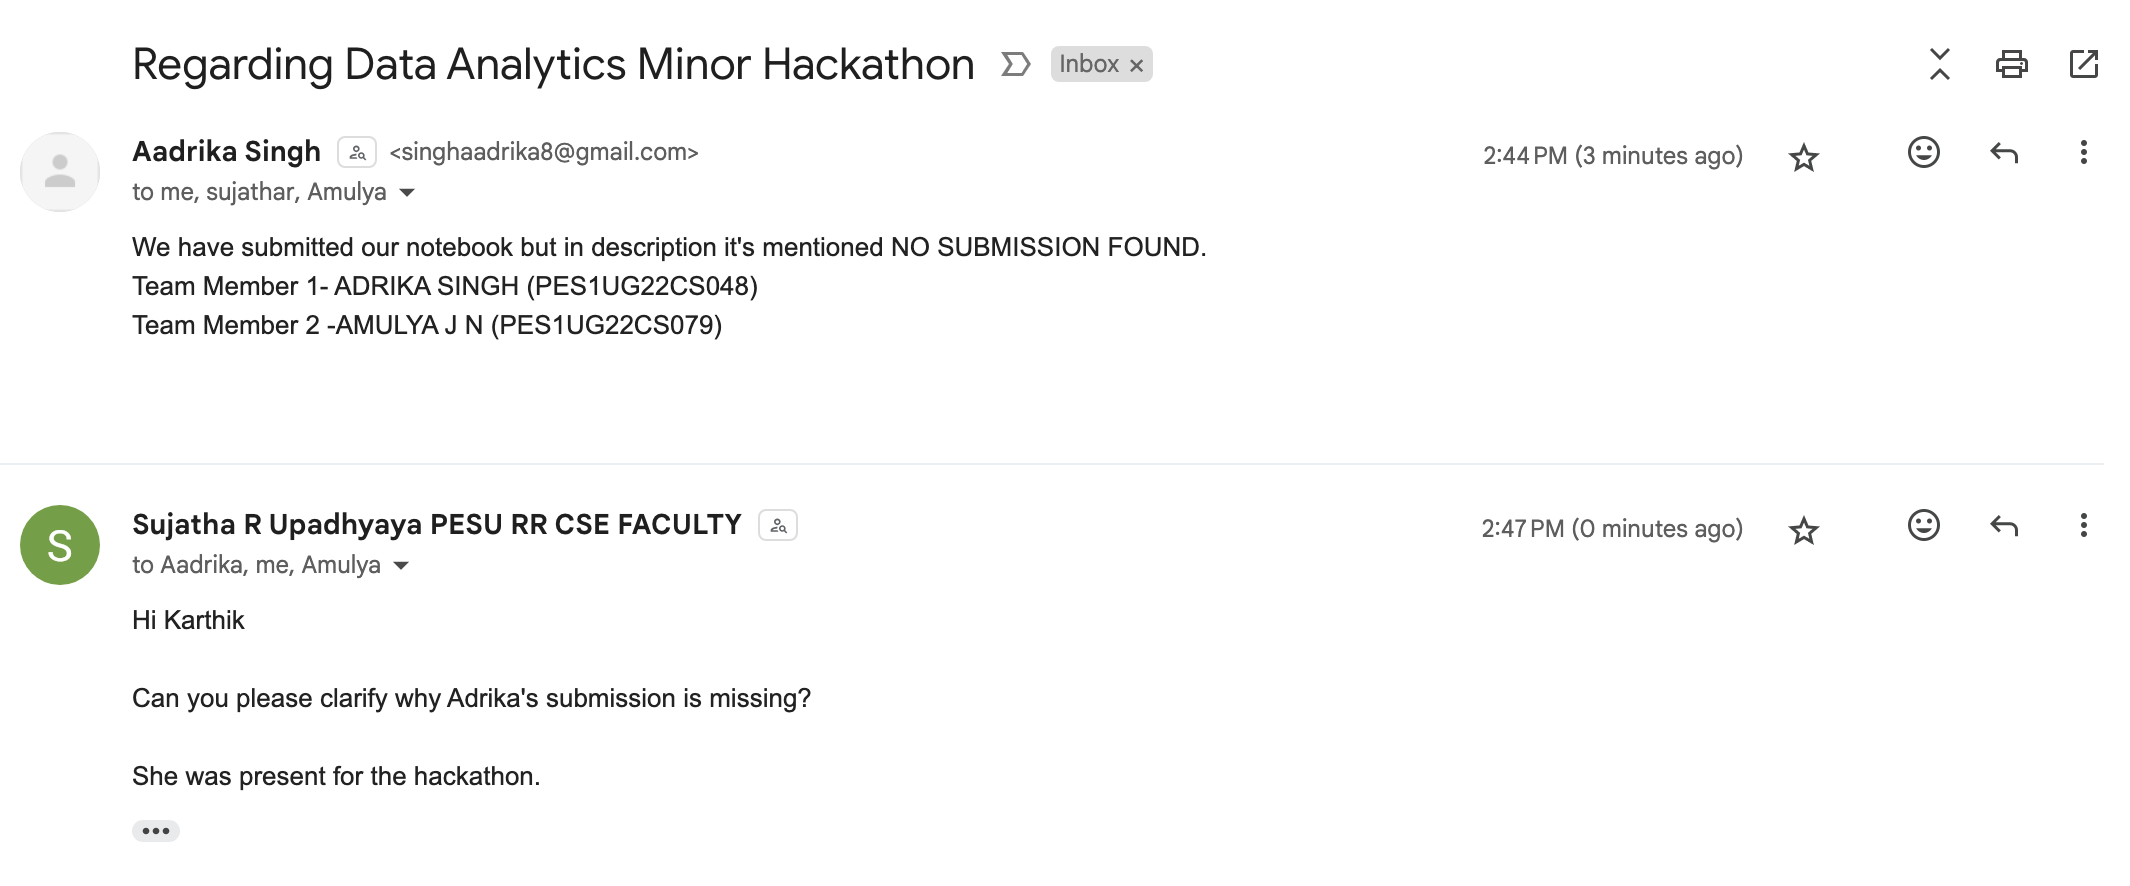 Regarding Data Analytics Minor Hackathon Inbox ×
Aadrika Singh <singhaadrika8@gmail.com> 2:44 PM (3 minutes ago)
to me, sujathar, Amulya
We have submitted our notebook but in description it's mentioned NO SUBMISSION FOUND.
Team Member 1- ADRIKA SINGH (PES1UG22CS048)
Team Member 2 -AMULYA J N (PES1UG22CS079)
S
Sujatha R Upadhyaya PESU RR CSE FACULTY 2:47 PM (0 minutes ago)
to Aadrika, me, Amulya
Hi Karthik
Can you please clarify why Adrika's submission is missing?
She was present for the hackathon.